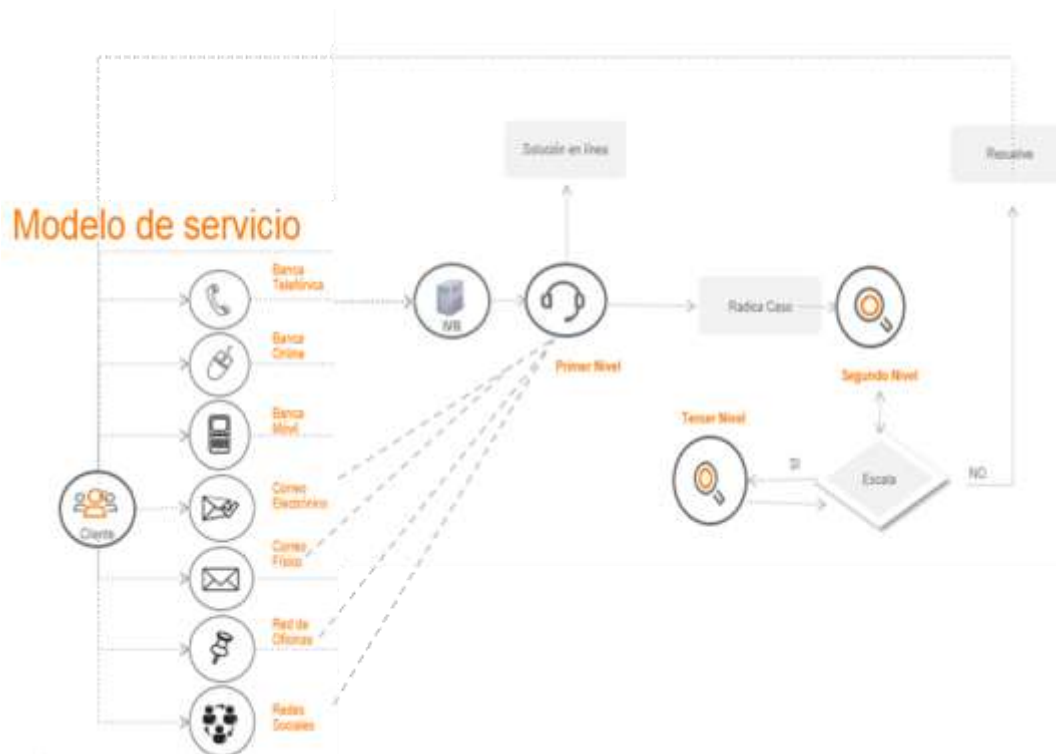 Solución en línea
Resuelve
Modelo de servicio
Banca
Telefónica
IVR
Radica Caso
Primer Nivel
Segundo Nivel
Banca
Online
Banca
Móvil
Tercer Nivel
SI
Escala
NO
Cliente
Correo
Electrónico
Correo
Físico
Red de
Oficinas
Redes
Sociales